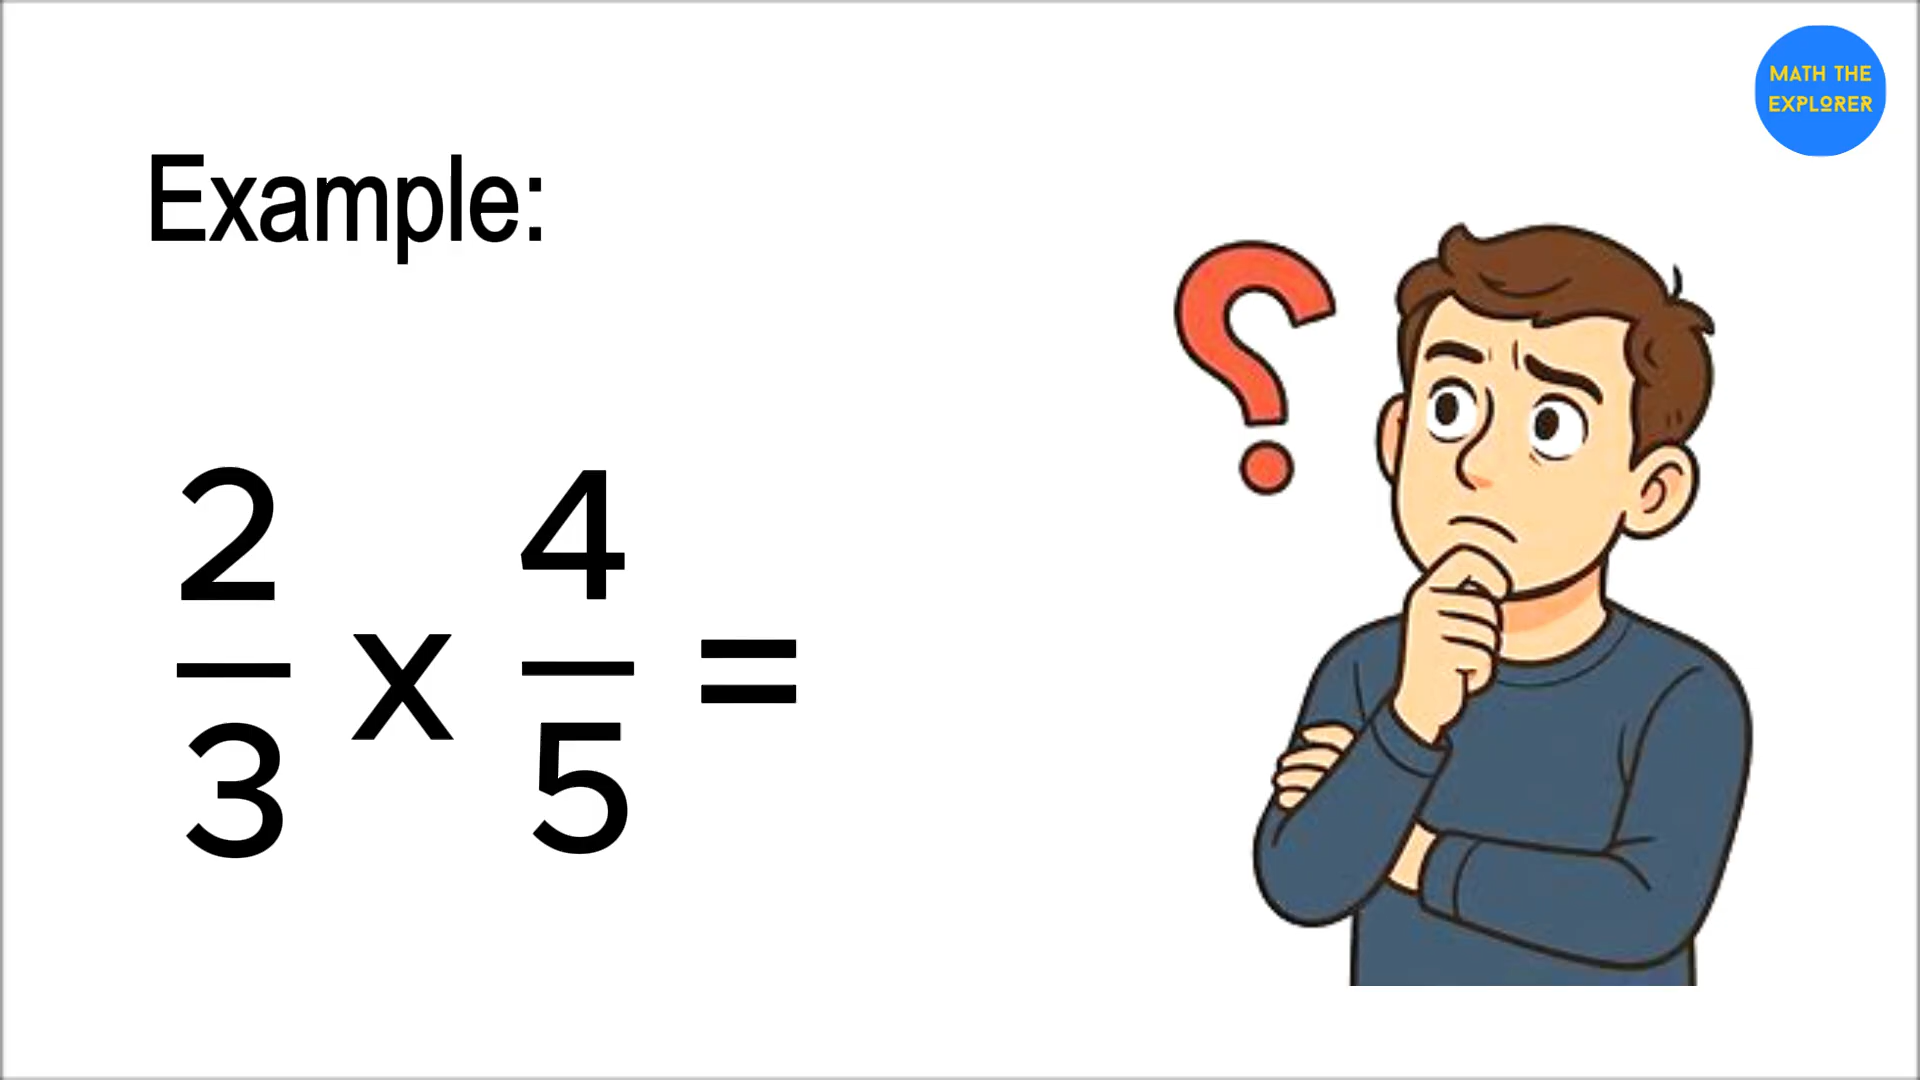 MATH THE
EXPLORER
Example:
2/3 x 4/5 =
?